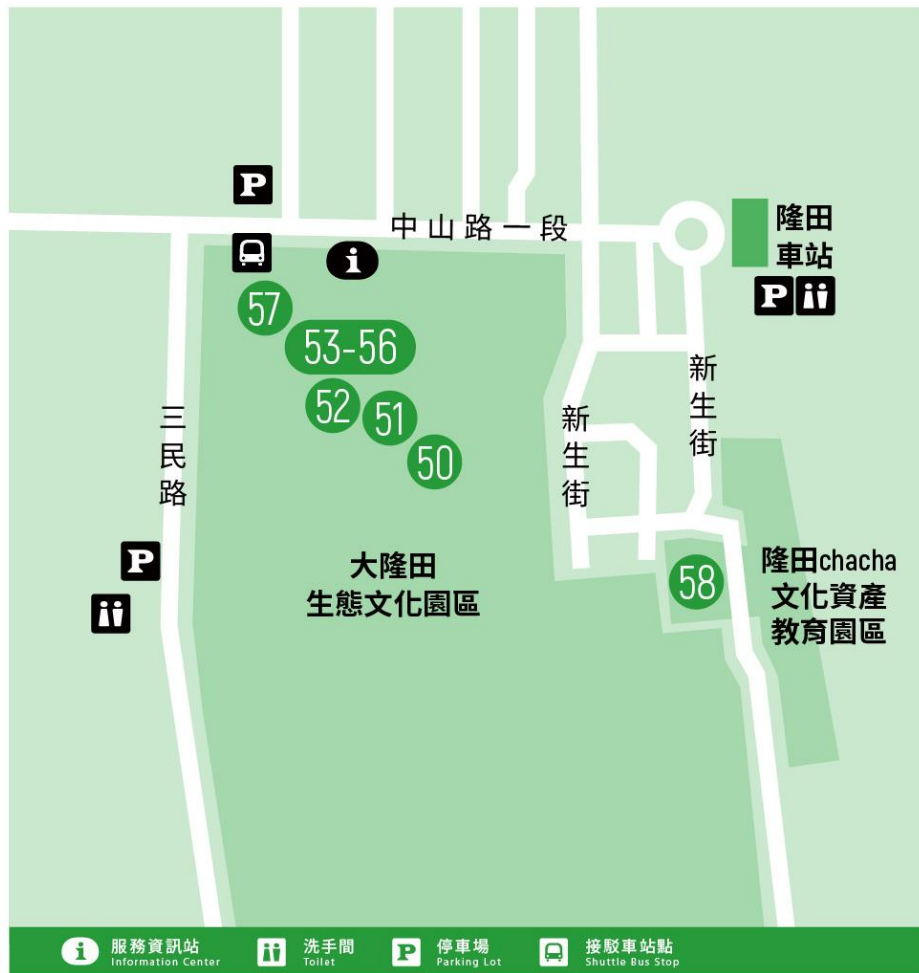 P
中山路一段
隆田
車站
P
57
53-56
52
51
50
三民路
新生街
新生街
P
大隆田
生態文化園區
58
隆田chacha
文化資產
教育園區
服務資訊站
Information Center
洗手間
Toilet
P
停車場
Parking Lot
接駁車站點
Shuttle Bus Stop